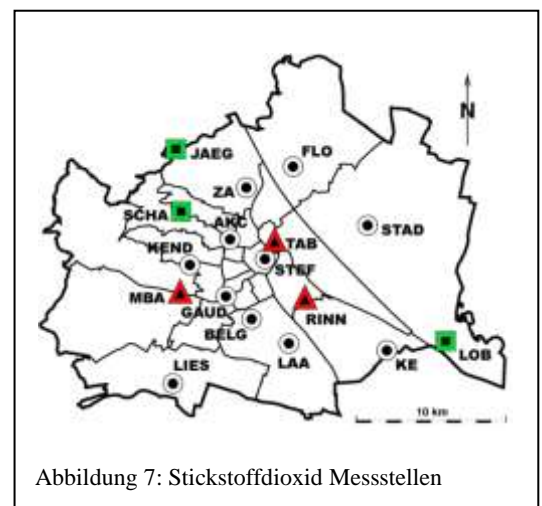 N
JAEG
FLO
ZA
SCHA
AKC
STAD
TAB
KEND
STEF
MBA
GAUD
RINN
BELG
LAA
KE
LOB
LIES
10 km
Abbildung 7: Stickstoffdioxid Messstellen